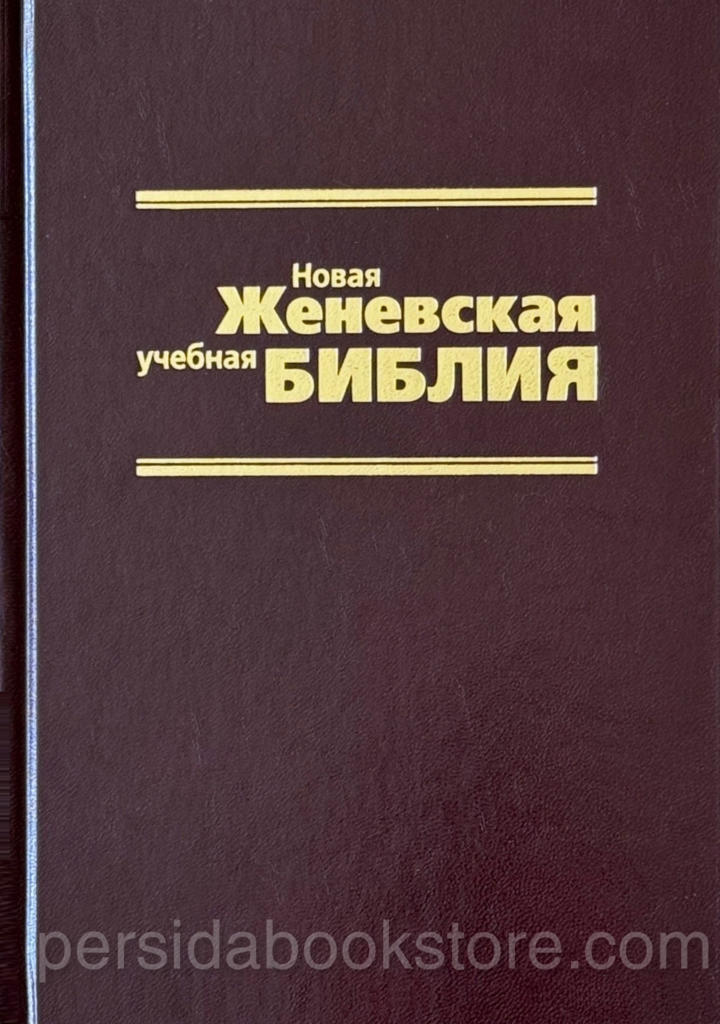 Новая
Женевская
учебная БИБЛИЯ
persidabookstore.com